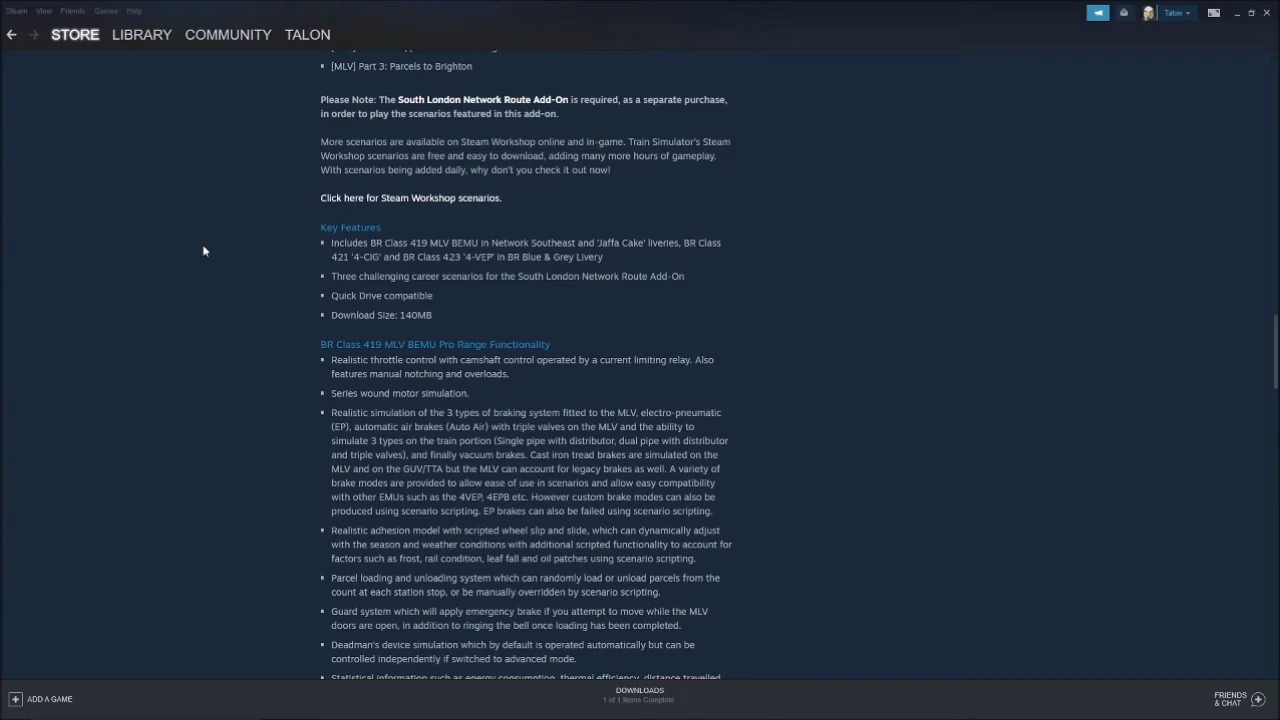 Steam View Friends Games Help
Talon
STORE LIBRARY COMMUNITY TALON
[MLV] Part 3: Parcels to Brighton
Please Note: The South London Network Route Add-On is required, as a separate purchase,
in order to play the scenarios featured in this add-on.
More scenarios are available on Steam Workshop online and in-game. Train Simulator's Steam
Workshop scenarios are free and easy to download, adding many more hours of gameplay.
With scenarios being added daily, why don't you check it out now!
Click here for Steam Workshop scenarios.
Key Features
Includes BR Class 419 MLV BEMU in Network Southeast and 'Jaffa Cake' liveries, BR Class
421 '4-CIG' and BR Class 423 '4-VEP' in BR Blue & Grey Livery
Three challenging career scenarios for the South London Network Route Add-On
Quick Drive compatible
Download Size: 140MB
BR Class 419 MLV BEMU Pro Range Functionality
Realistic throttle control with camshaft control operated by a current limiting relay. Also
features manual notching and overloads.
Series wound motor simulation.
Realistic simulation of the 3 types of braking system fitted to the MLV, electro-pneumatic
(EP), automatic air brakes (Auto Air) with triple valves on the MLV and the ability to
simulate 3 types on the train portion (Single pipe with distributor, dual pipe with distributor
and triple valves), and finally vacuum brakes. Cast iron tread brakes are simulated on the
MLV and on the GUV/TTA but the MLV can account for legacy brakes as well. A variety of
brake modes are provided to allow ease of use in scenarios and allow easy compatibility
with other EMUs such as the 4VEP, 4EPB etc. However custom brake modes can also be
produced using scenario scripting. EP brakes can also be failed using scenario scripting.
Realistic adhesion model with scripted wheel slip and slide, which can dynamically adjust
with the season and weather conditions with additional scripted functionality to account for
factors such as frost, rail condition, leaf fall and oil patches using scenario scripting.
Parcel loading and unloading system which can randomly load or unload parcels from the
count at each station stop, or be manually overridden by scenario scripting.
Guard system which will apply emergency brake if you attempt to move while the MLV
doors are open, in addition to ringing the bell once loading has been completed.
Deadman's device simulation which by default is operated automatically but can be
controlled independently if switched to advanced mode.
Statistical information such as energy consumption, thermal efficiency, distance travelled
ADD A GAME
DOWNLOADS
1 of 1 Items Complete
FRIENDS
& CHAT